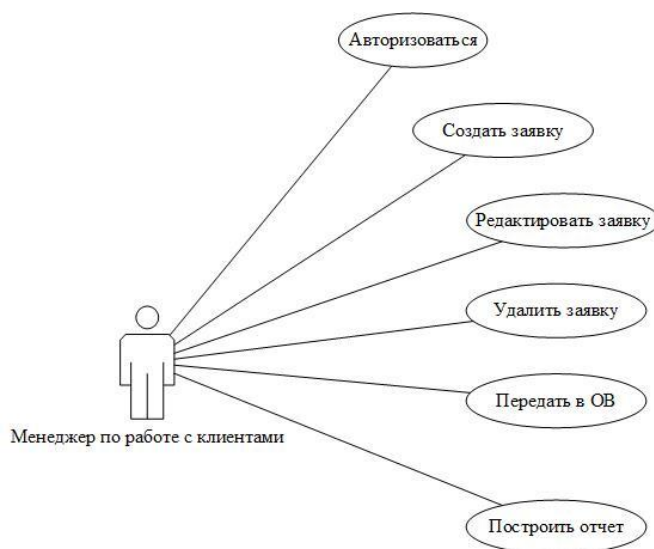 Авторизоваться
Создать заявку
Редактировать заявку
Удалить заявку
Передать в ОВ
Менеджер по работе с клиентами
Построить отчет